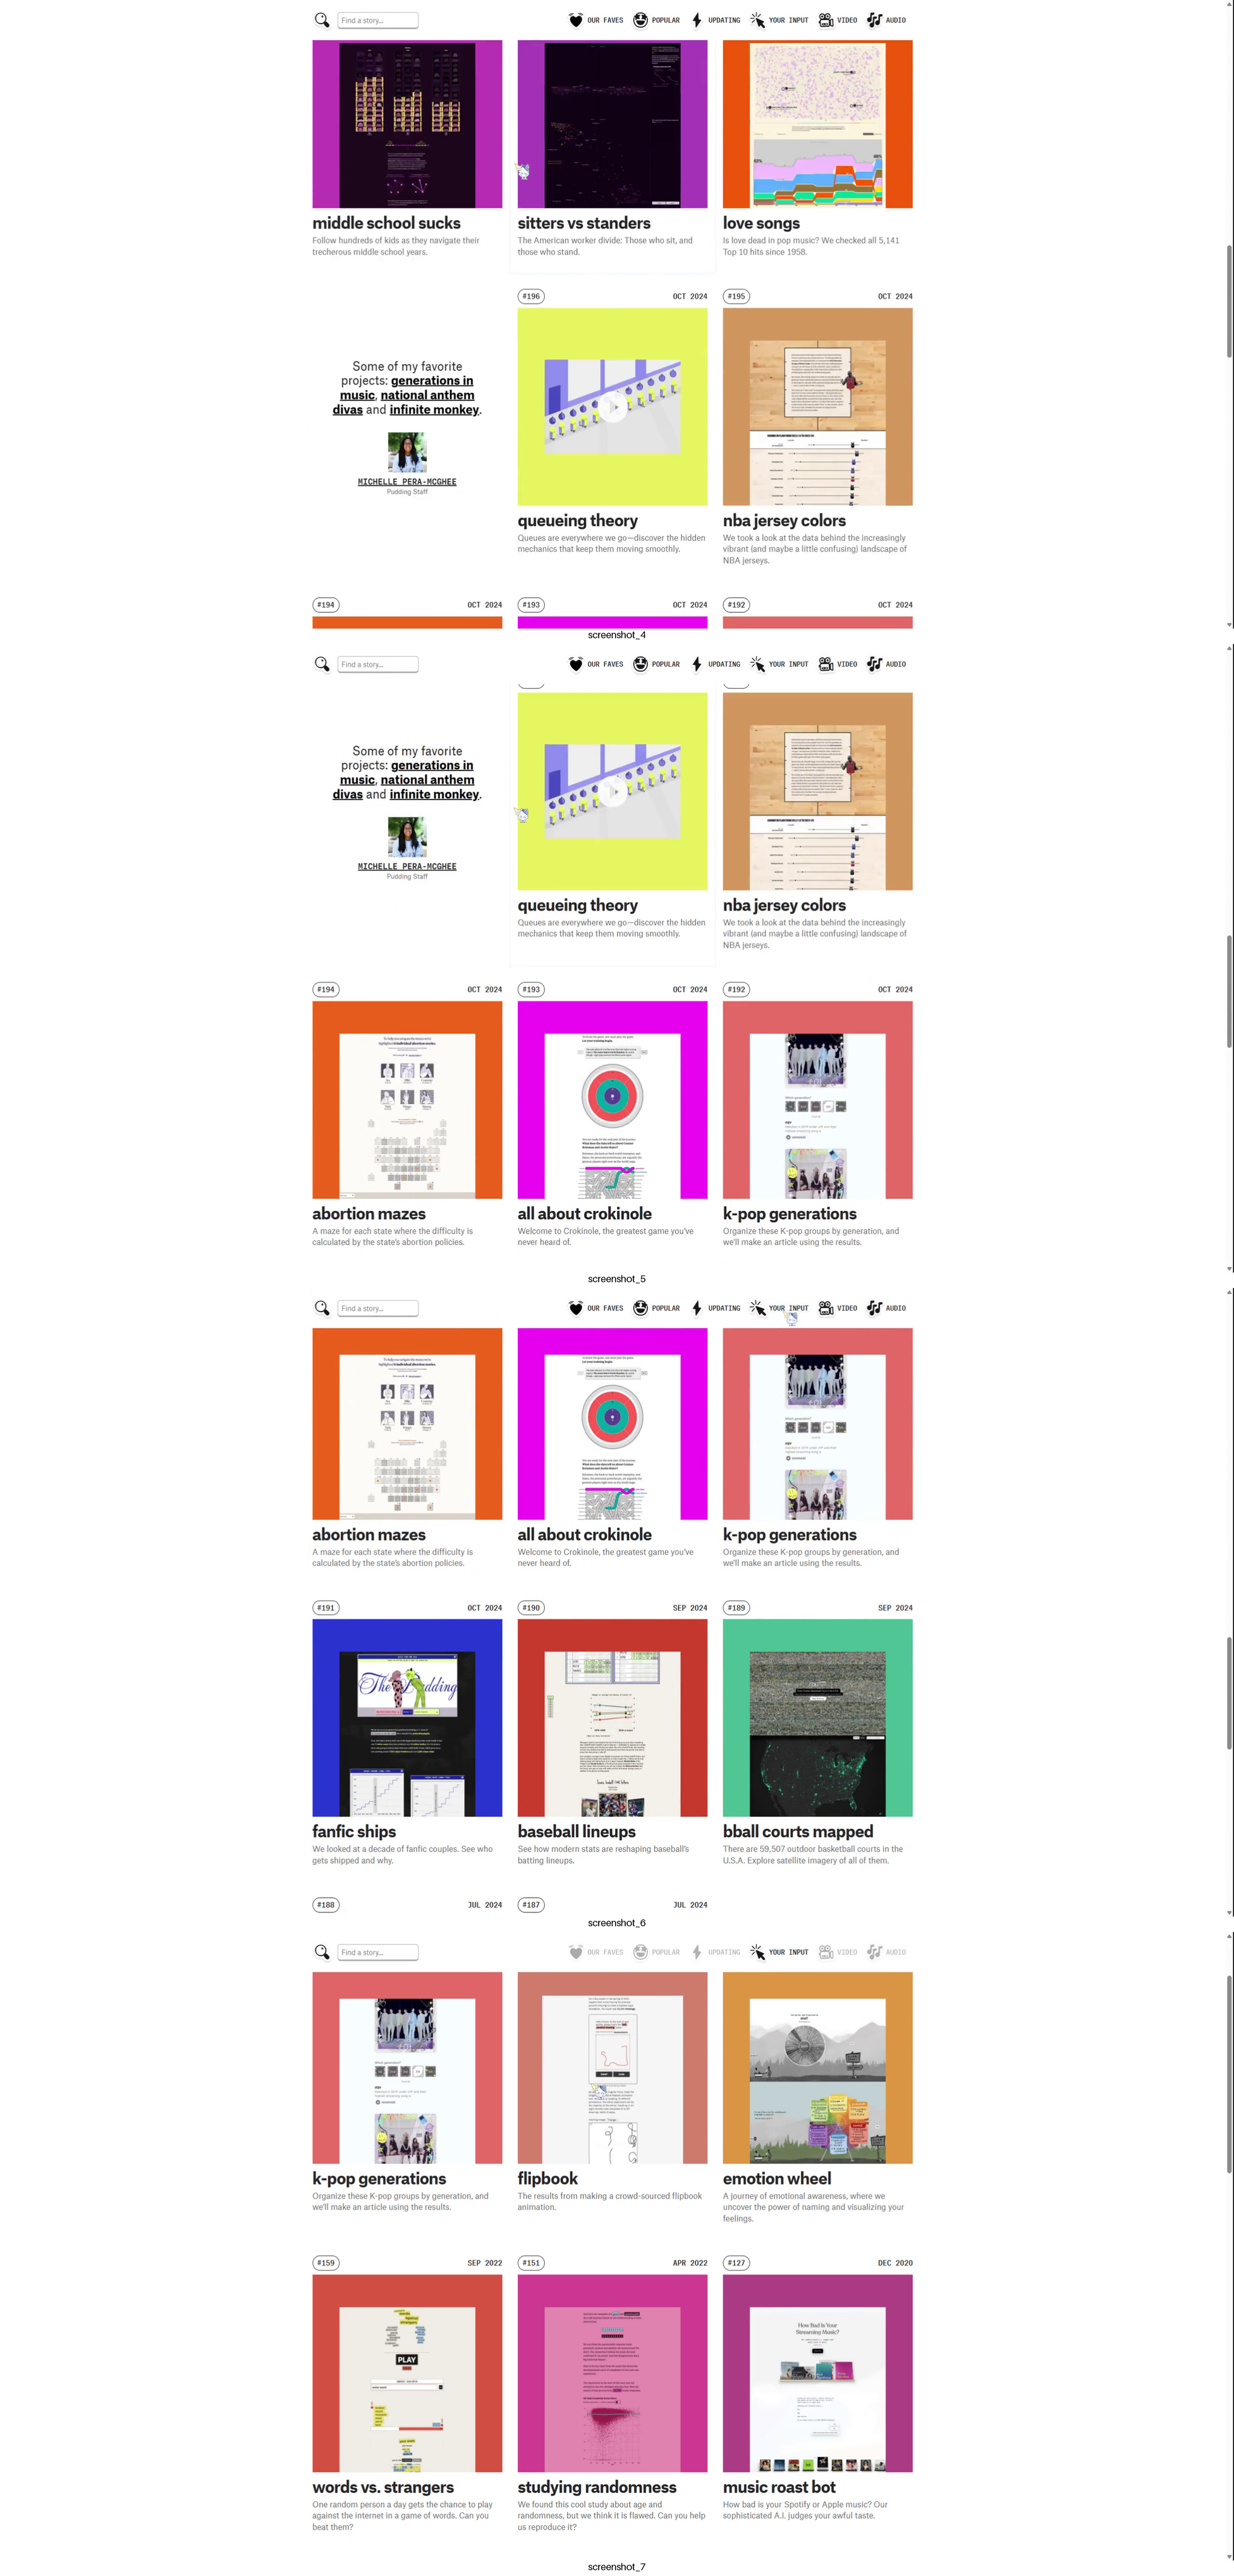 Find a story...
OUR FAVES
POPULAR
UPDATING
YOUR INPUT
VIDEO
AUDIO
63%
68%
middle school sucks
Follow hundreds of kids as they navigate their
trecherous middle school years.
sitters vs standers
The American worker divide: Those who sit, and
those who stand.
love songs
Is love dead in pop music? We checked all 5,141
Top 10 hits since 1958.
Some of my favorite
projects: generations in
music, national anthem
divas and infinite monkey.
MICHELLE PERA-MCGHEE
Pudding Staff
#196
OCT 2024
queueing theory
Queues are everywhere we go—discover the hidden
mechanics that keep them moving smoothly.
#195
OCT 2024
nba jersey colors
We took a look at the data behind the increasingly
vibrant (and maybe a little confusing) landscape of
NBA jerseys.
#194
OCT 2024
#193
OCT 2024
#192
OCT 2024
screenshot_4
Find a story...
OUR FAVES
POPULAR
UPDATING
YOUR INPUT
VIDEO
AUDIO
Some of my favorite
projects: generations in
music, national anthem
divas and infinite monkey.
MICHELLE PERA-MCGHEE
Pudding Staff
queueing theory
Queues are everywhere we go—discover the hidden
mechanics that keep them moving smoothly.
nba jersey colors
We took a look at the data behind the increasingly
vibrant (and maybe a little confusing) landscape of
NBA jerseys.
#194
OCT 2024
abortion mazes
A maze for each state where the difficulty is
calculated by the state's abortion policies.
#193
OCT 2024
all about crokinole
Welcome to Crokinole, the greatest game you've
never heard of.
#192
OCT 2024
Which generation?
k-pop generations
Organize these K-pop groups by generation, and
we'll make an article using the results.
screenshot_5
Find a story...
OUR FAVES
POPULAR
UPDATING
YOUR INPUT
VIDEO
AUDIO
abortion mazes
A maze for each state where the difficulty is
calculated by the state's abortion policies.
all about crokinole
Welcome to Crokinole, the greatest game you've
never heard of.
Which generation?
k-pop generations
Organize these K-pop groups by generation, and
we'll make an article using the results.
#191
OCT 2024
The Pudding
fanfic ships
We looked at a decade of fanfic couples. See who
gets shipped and why.
#190
SEP 2024
baseball lineups
See how modern stats are reshaping baseball's
batting lineups.
#189
SEP 2024
bball courts mapped
There are 59,507 outdoor basketball courts in the
U.S.A. Explore satellite imagery of all of them.
#188
JUL 2024
#187
JUL 2024
screenshot_6
Find a story...
OUR FAVES
POPULAR
UPDATING
YOUR INPUT
VIDEO
AUDIO
Which generation?
k-pop generations
Organize these K-pop groups by generation, and
we'll make an article using the results.
flipbook
The results from making a crowd-sourced flipbook
animation.
emotion wheel
A journey of emotional awareness, where we
uncover the power of naming and visualizing your
feelings.
#159
SEP 2022
PLAY
words vs. strangers
One random person a day gets the chance to play
against the internet in a game of words. Can you
beat them?
#151
APR 2022
studying randomness
We found this cool study about age and
randomness, but we think it is flawed. Can you help
us reproduce it?
#127
DEC 2020
How Bad Is Your
Streaming Music?
music roast bot
How bad is your Spotify or Apple music? Our
sophisticated A.I. judges your awful taste.
screenshot_7